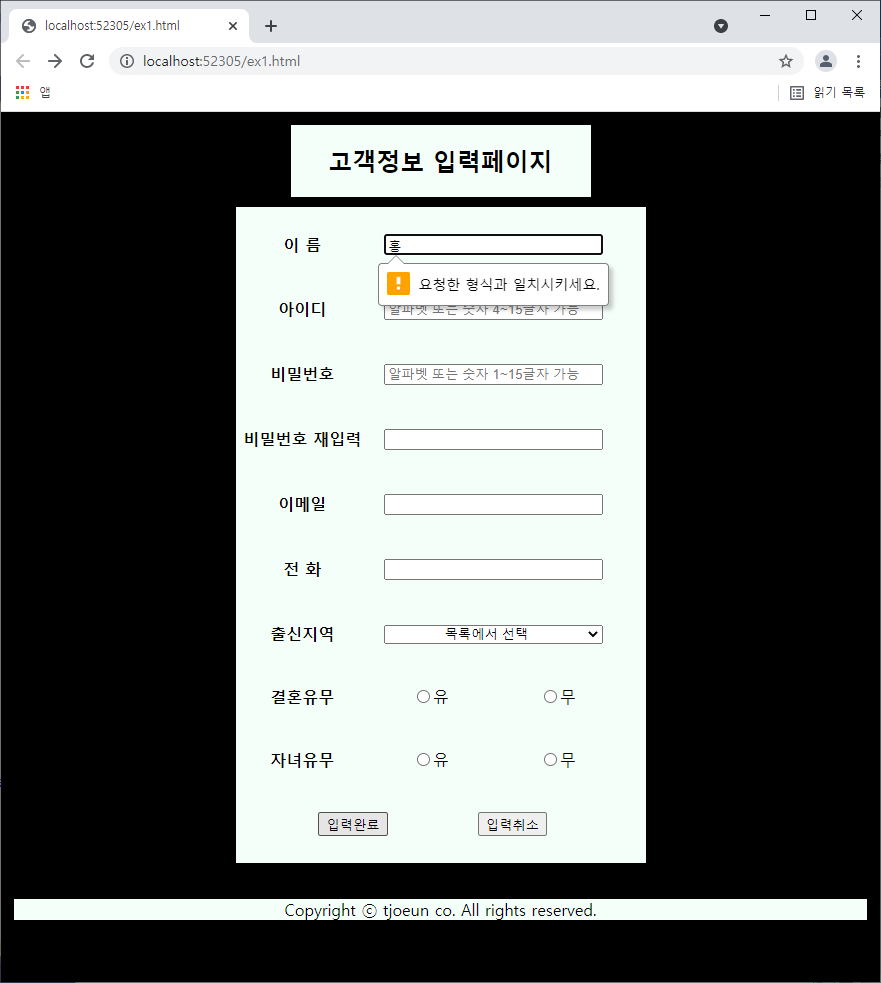 localhost:52305/ex1.html
localhost:52305/ex1.html
앱
읽기 목록
고객정보 입력페이지
이 름 홀
요청한 형식과 일치시키세요.
아이디 알파벳 또는 숫자 4~15글자 가능
비밀번호 알파벳 또는 숫자 1~15글자 가능
비밀번호 재입력
이메일
전 화
출신지역 목록에서 선택
결혼유무 유 무
자녀유무 유 무
입력완료 입력취소
Copyright ⓒ tjoeun co. All rights reserved.